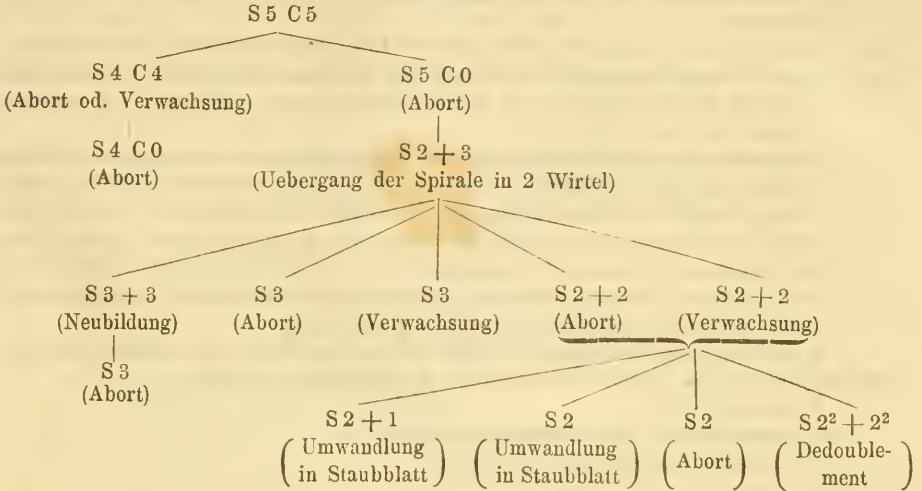 S 5 C 5
S 4 C 4 S 5 C 0
(Abort od. Verwachsung) (Abort)
S 4 C 0 S 2 + 3
(Abort) (Uebergang der Spirale in 2 Wirtel)
S 3 + 3 S 3 S 3 S 2 + 2 S 2 + 2
(Neubildung) (Abort) (Verwachsung) (Abort) (Verwachsung)
S 3
(Abort)
S 2 + 1 S 2 S 2 S 2² + 2²
(Umwandlung in Staubblatt) (Umwandlung in Staubblatt) (Abort) (Dedouble-
ment)